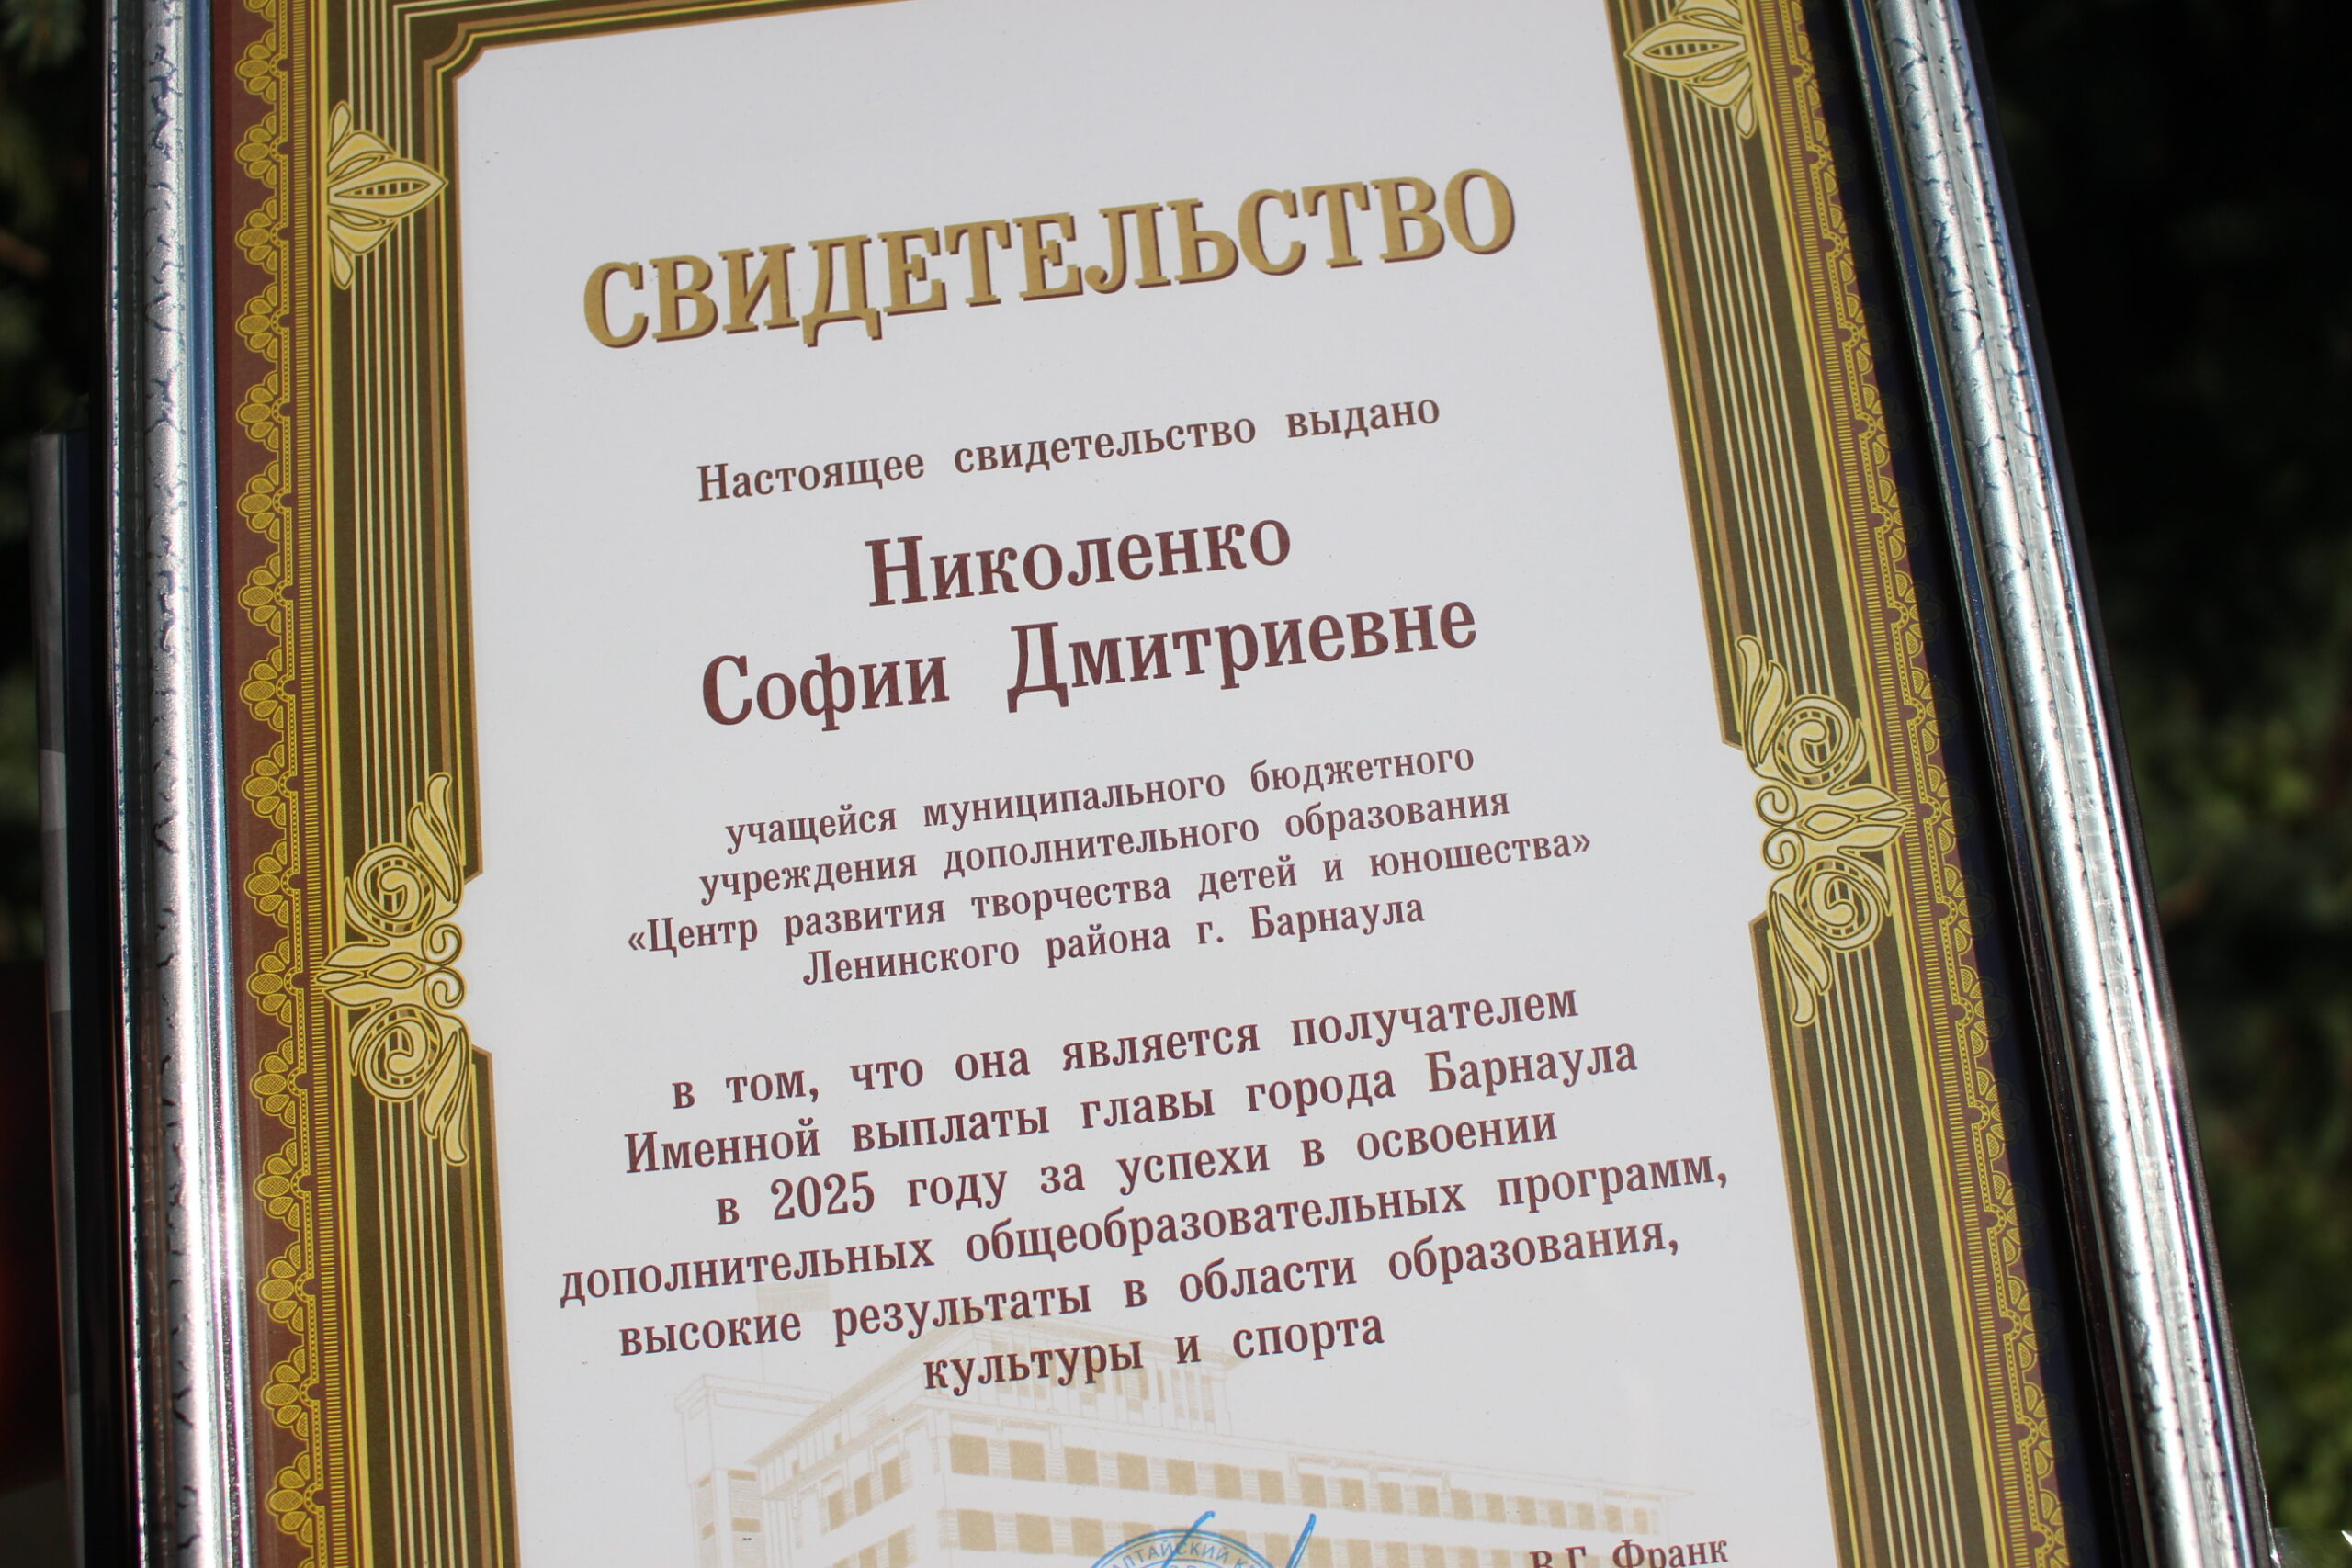 СВИДЕТЕЛЬСТВО
Настоящее свидетельство выдано
Николенко
Софии Дмитриевне
учащейся муниципального бюджетного
учреждения дополнительного образования
«Центр развития творчества детей и юношества»
Ленинского района г. Барнаула
в том, что она является получателем
Именной выплаты главы города Барнаула
в 2025 году за успехи в освоении
дополнительных общеобразовательных программ,
высокие результаты в области образования,
культуры и спорта
В.Г. Франк
АЛТАЙСКИЙ